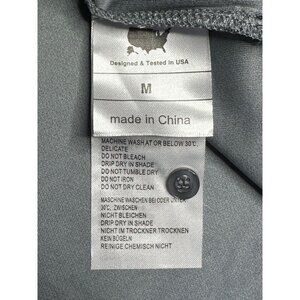 Designed & Tested in USA
M
made in China
MACHINE WASH AT OR BELOW 30℃,
DELICATE
DO NOT BLEACH
DRIP DRY IN SHADE
DO NOT TUMBLE DRY
DO NOT IRON
DO NOT DRY CLEAN
MASCHINE WASCHEN BEI ODER UNTER
30℃, ZWISCHEN
NICHT BLEICHEN
DRIP DRY IN SHADE
NICHT IM TROCKNER TROCKNEN
KEIN BÜGELN
REINIGE CHEMISCH NICHT